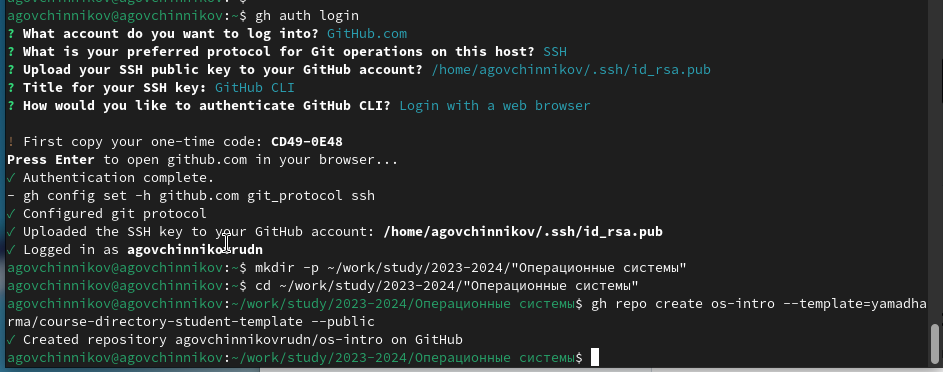 agovchinnikov@agovchinnikov:~$ gh auth login
? What account do you want to log into? GitHub.com
? What is your preferred protocol for Git operations on this host? SSH
? Upload your SSH public key to your GitHub account? /home/agovchinnikov/.ssh/id_rsa.pub
? Title for your SSH key: GitHub CLI
? How would you like to authenticate GitHub CLI? Login with a web browser
! First copy your one-time code: CD49-0E48
Press Enter to open github.com in your browser...
✓ Authentication complete.
- gh config set -h github.com git_protocol ssh
✓ Configured git protocol
✓ Uploaded the SSH key to your GitHub account: /home/agovchinnikov/.ssh/id_rsa.pub
✓ Logged in as agovchinnikovrudn
agovchinnikov@agovchinnikov:~$ mkdir -p ~/work/study/2023-2024/"Операционные системы"
agovchinnikov@agovchinnikov:~$ cd ~/work/study/2023-2024/"Операционные системы"
agovchinnikov@agovchinnikov:~/work/study/2023-2024/Операционные системы$ gh repo create os-intro --template=yamadha
rma/course-directory-student-template --public
✓ Created repository agovchinnikovrudn/os-intro on GitHub
agovchinnikov@agovchinnikov:~/work/study/2023-2024/Операционные системы$